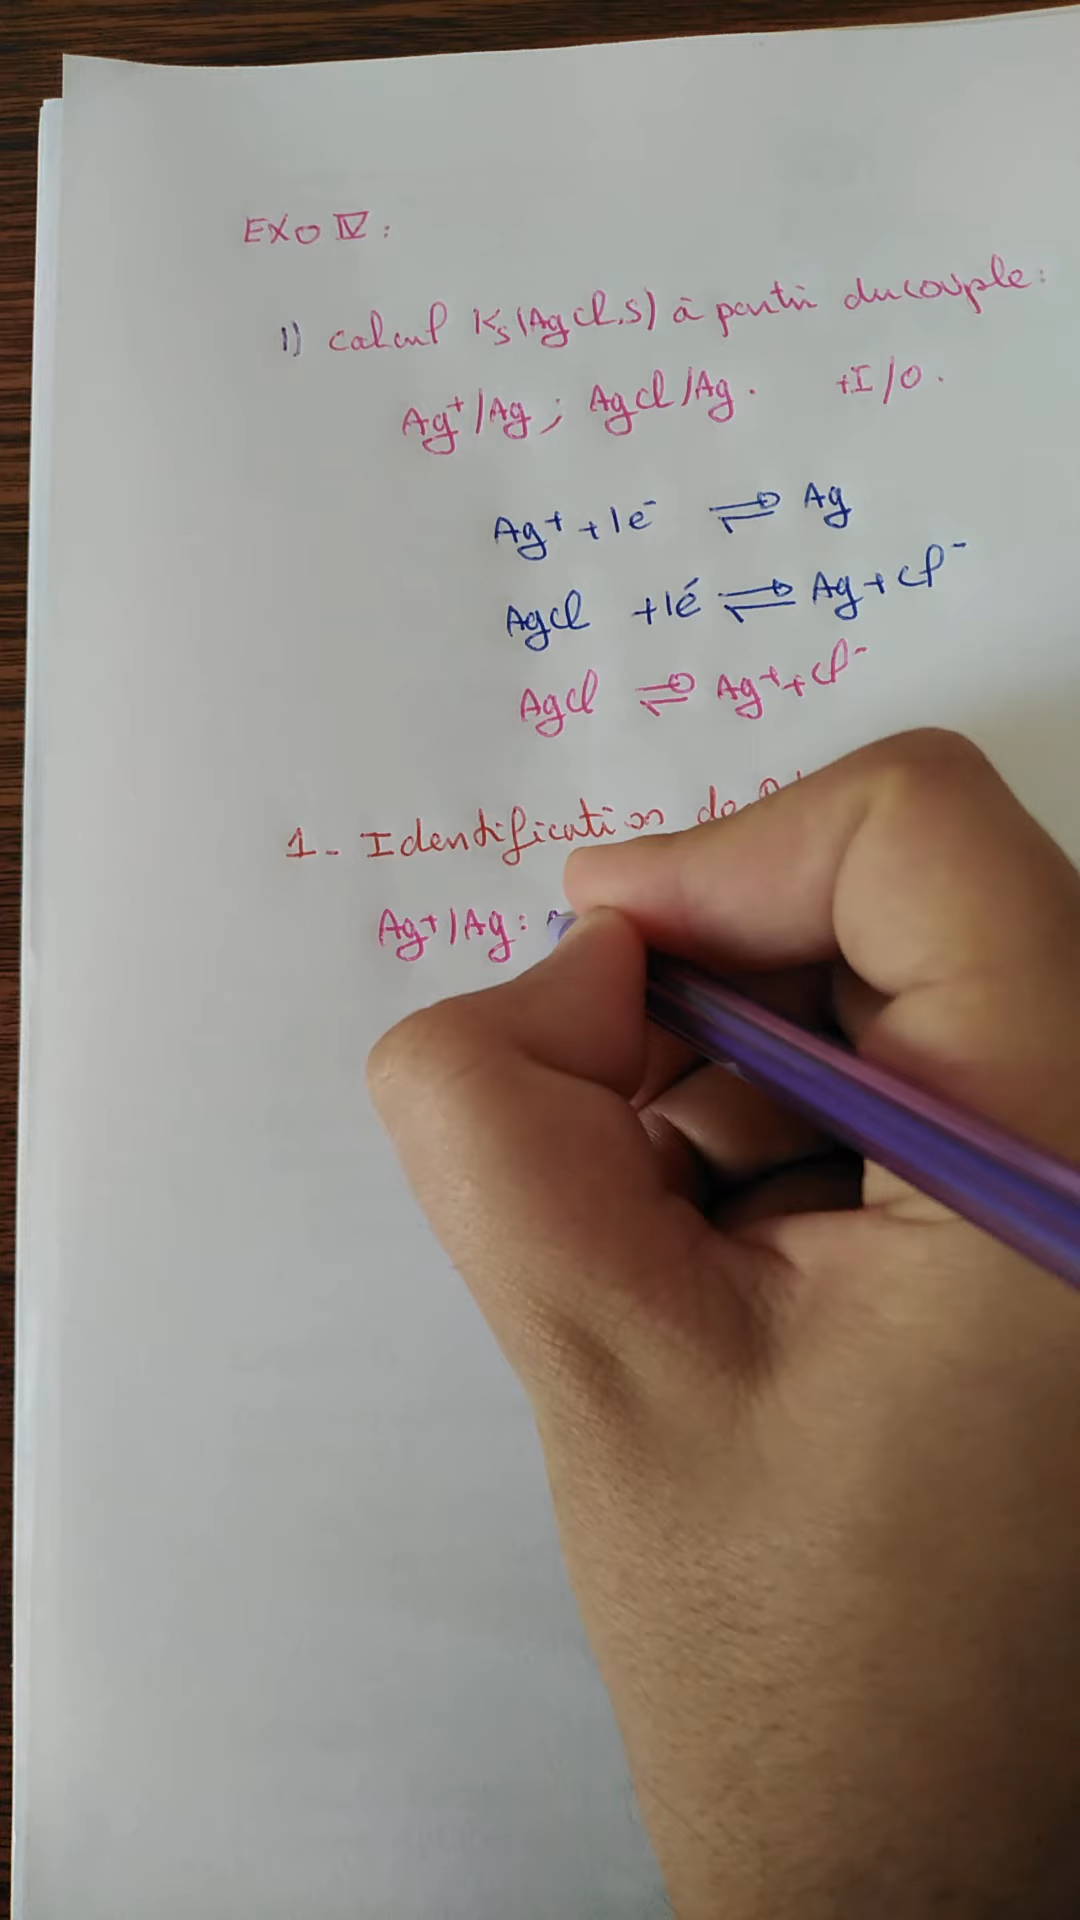 EXO IV :
1) calcul Ks(AgCl,s) à partir du couple :
Ag+/Ag ; AgCl/Ag. +I/0.
Ag+ + 1e- ⇌ Ag
AgCl + 1é ⇌ Ag + Cl-
AgCl ⇌ Ag+ + Cl-
1- Identification
Ag+/Ag :